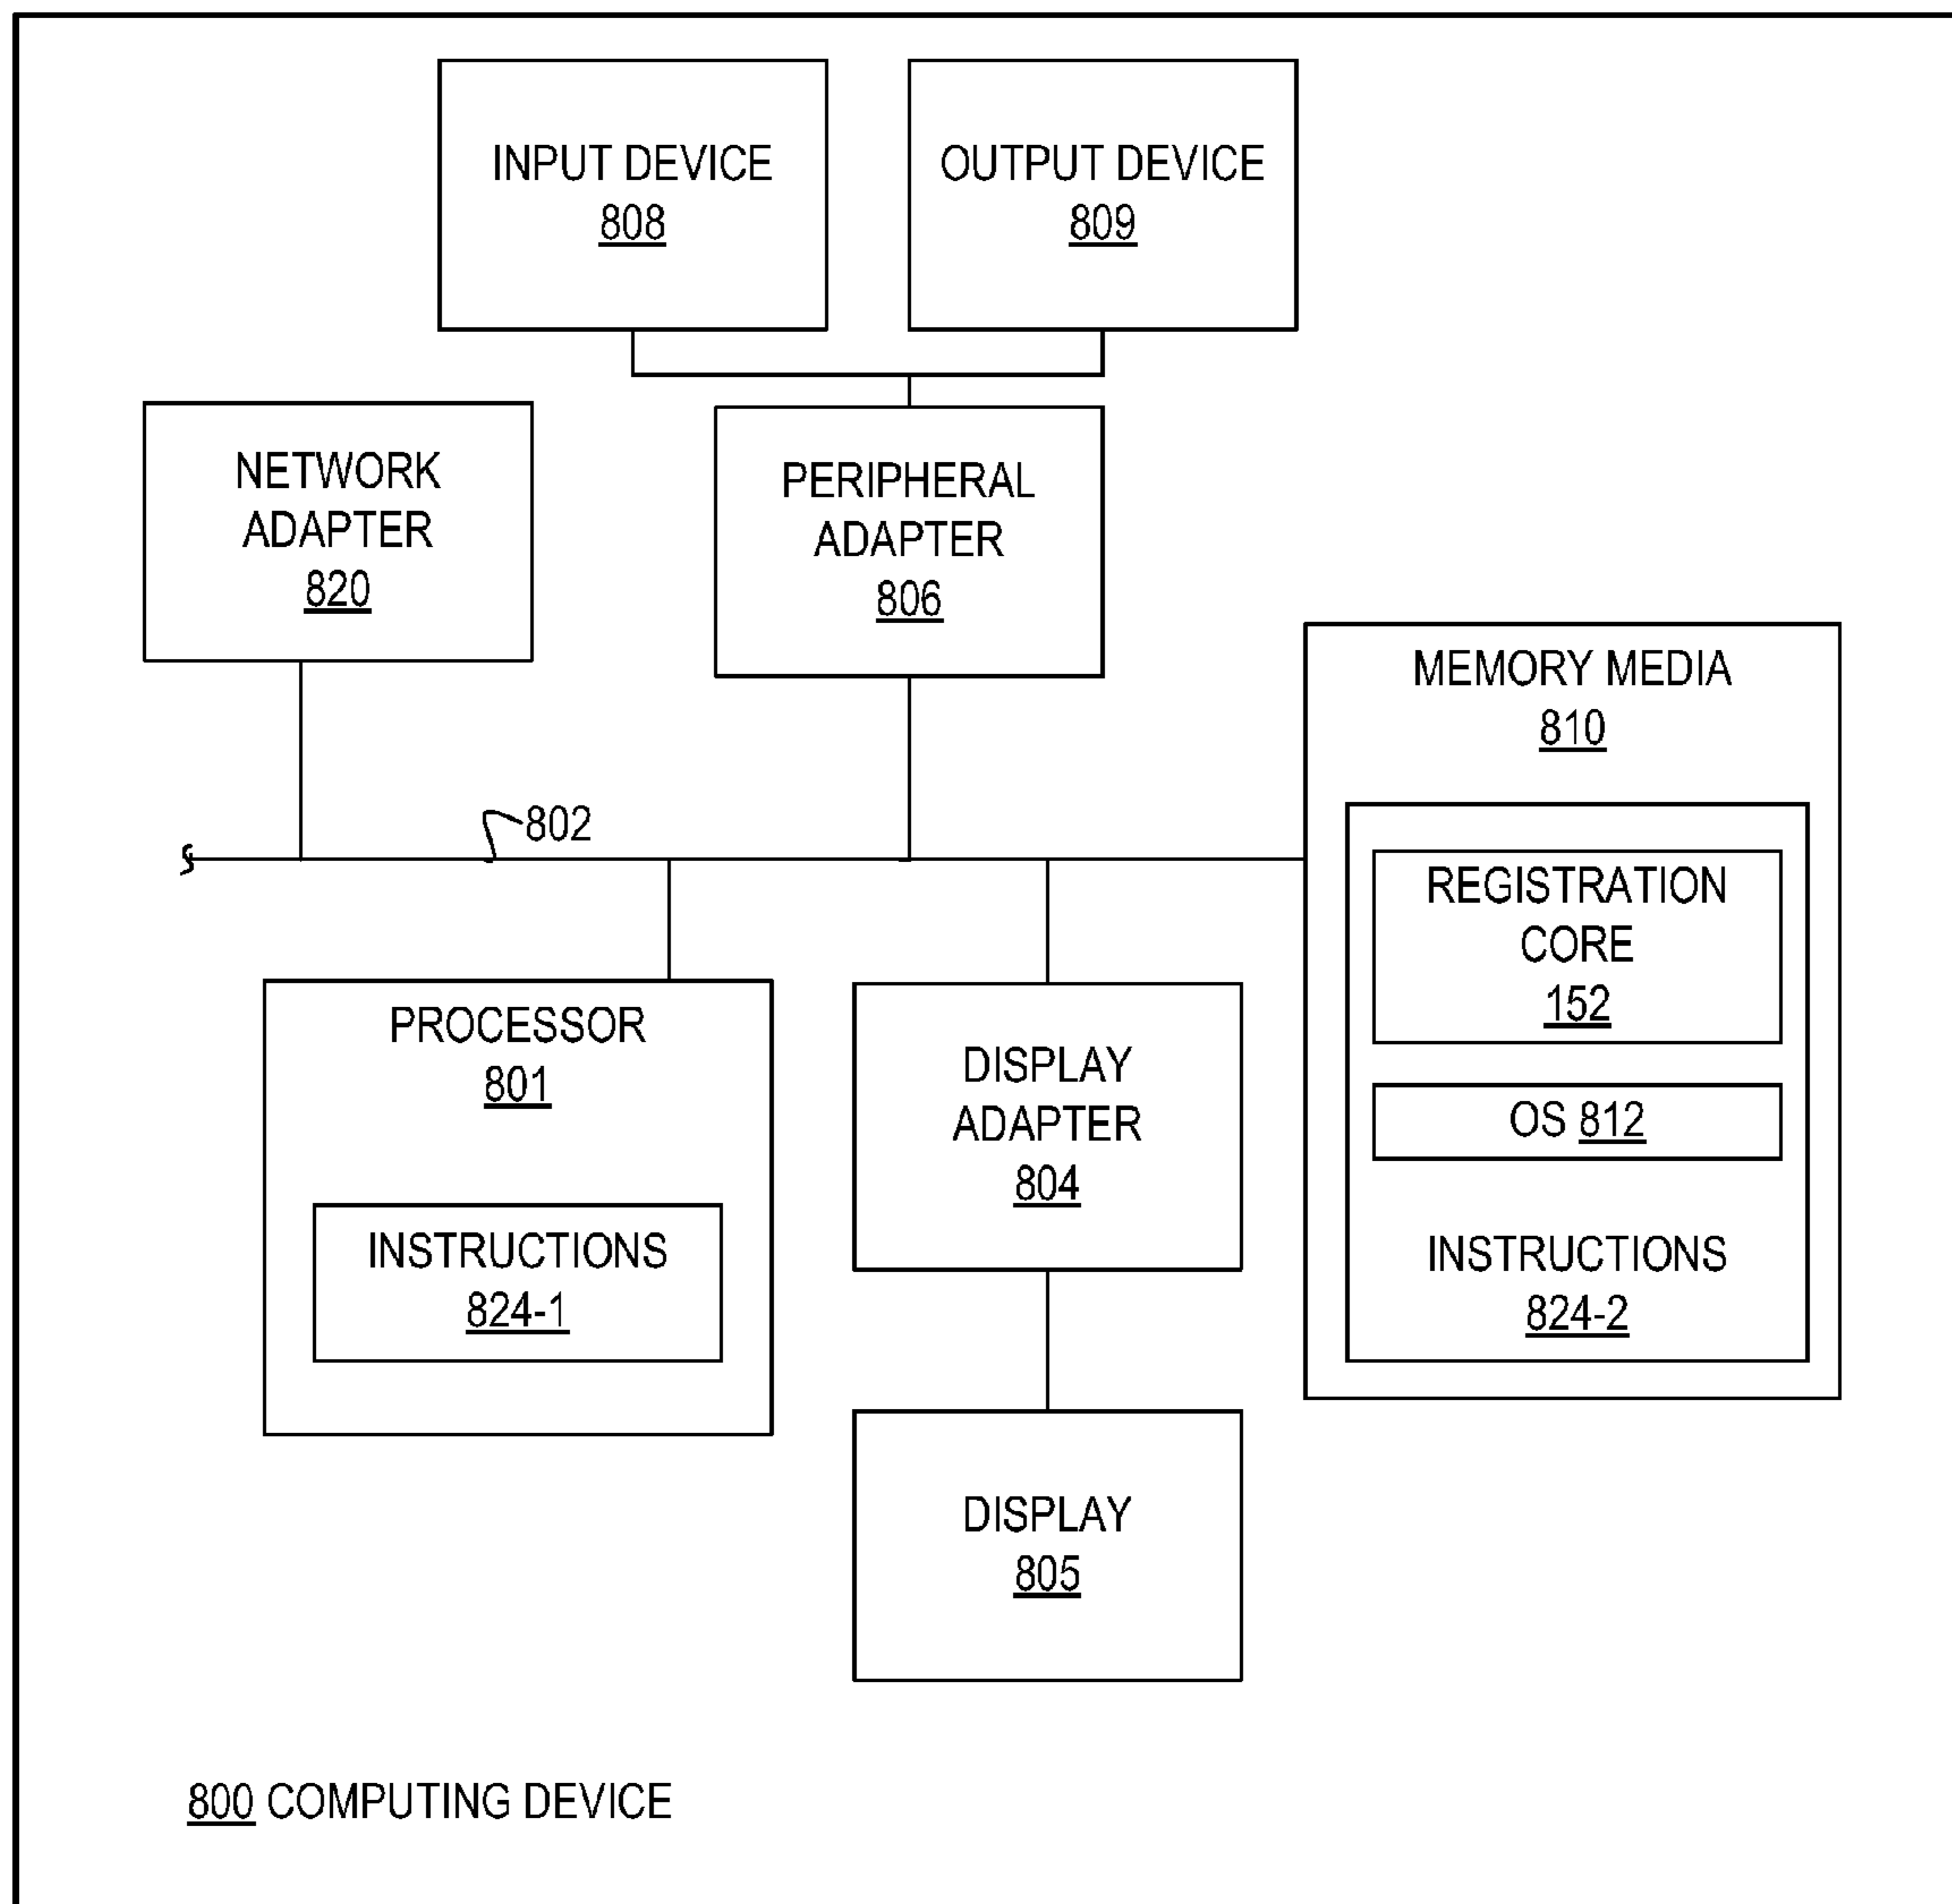 INPUT DEVICE
808
OUTPUT DEVICE
809
NETWORK
ADAPTER
820
PERIPHERAL
ADAPTER
806
MEMORY MEDIA
810
802
REGISTRATION
CORE
152
OS 812
INSTRUCTIONS
824-2
PROCESSOR
801
INSTRUCTIONS
824-1
DISPLAY
ADAPTER
804
DISPLAY
805
800 COMPUTING DEVICE